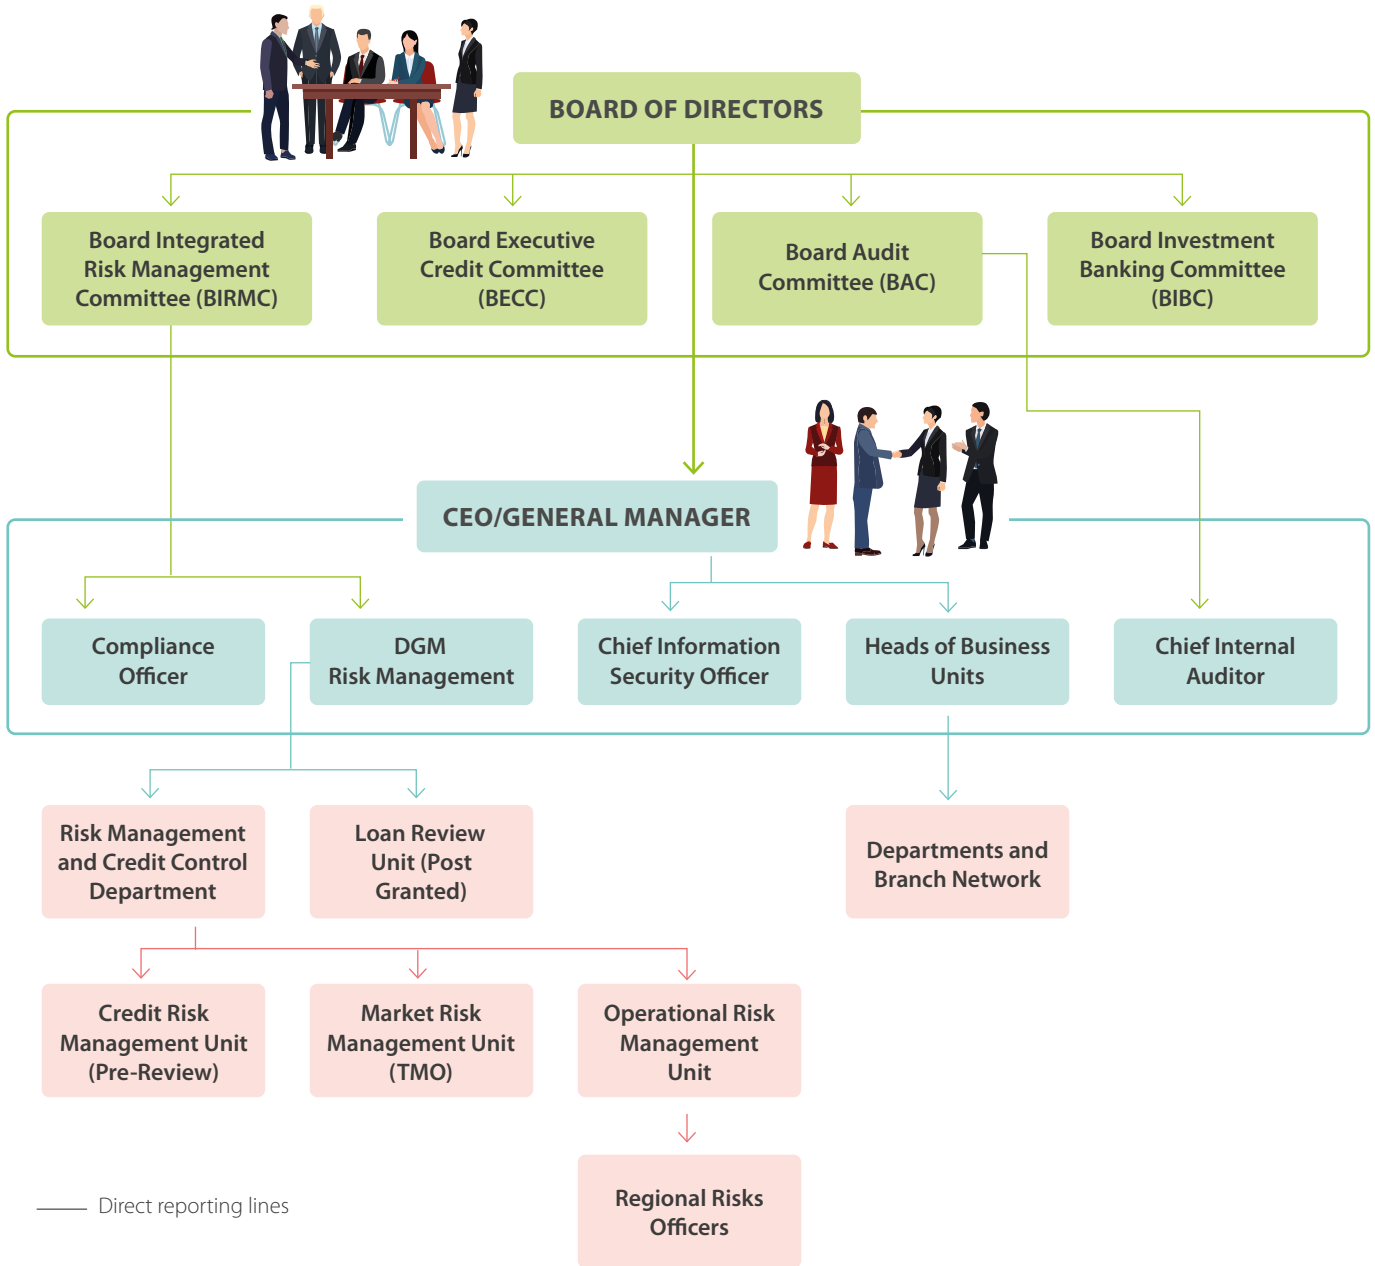 BOARD OF DIRECTORS
Board Integrated
Risk Management
Committee (BIRMC)
Board Executive
Credit Committee
(BECC)
Board Audit
Committee (BAC)
Board Investment
Banking Committee
(BIBC)
CEO/GENERAL MANAGER
Compliance
Officer
DGM
Risk Management
Chief Information
Security Officer
Heads of Business
Units
Chief Internal
Auditor
Risk Management
and Credit Control
Department
Loan Review
Unit (Post
Granted)
Departments and
Branch Network
Credit Risk
Management Unit
(Pre-Review)
Market Risk
Management Unit
(TMO)
Operational Risk
Management
Unit
Regional Risks
Officers
Direct reporting lines